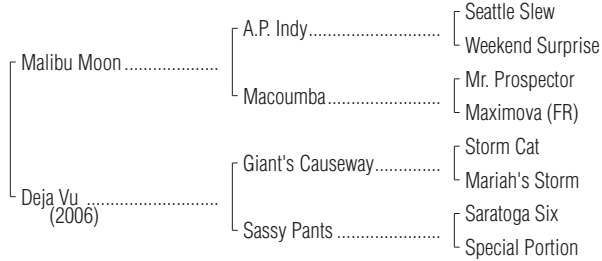 Seattle Slew
A.P. Indy
Weekend Surprise
Malibu Moon
Mr. Prospector
Macoumba
Maximova (FR)
Storm Cat
Giant's Causeway
Mariah's Storm
Deja Vu
(2006)
Saratoga Six
Sassy Pants
Special Portion